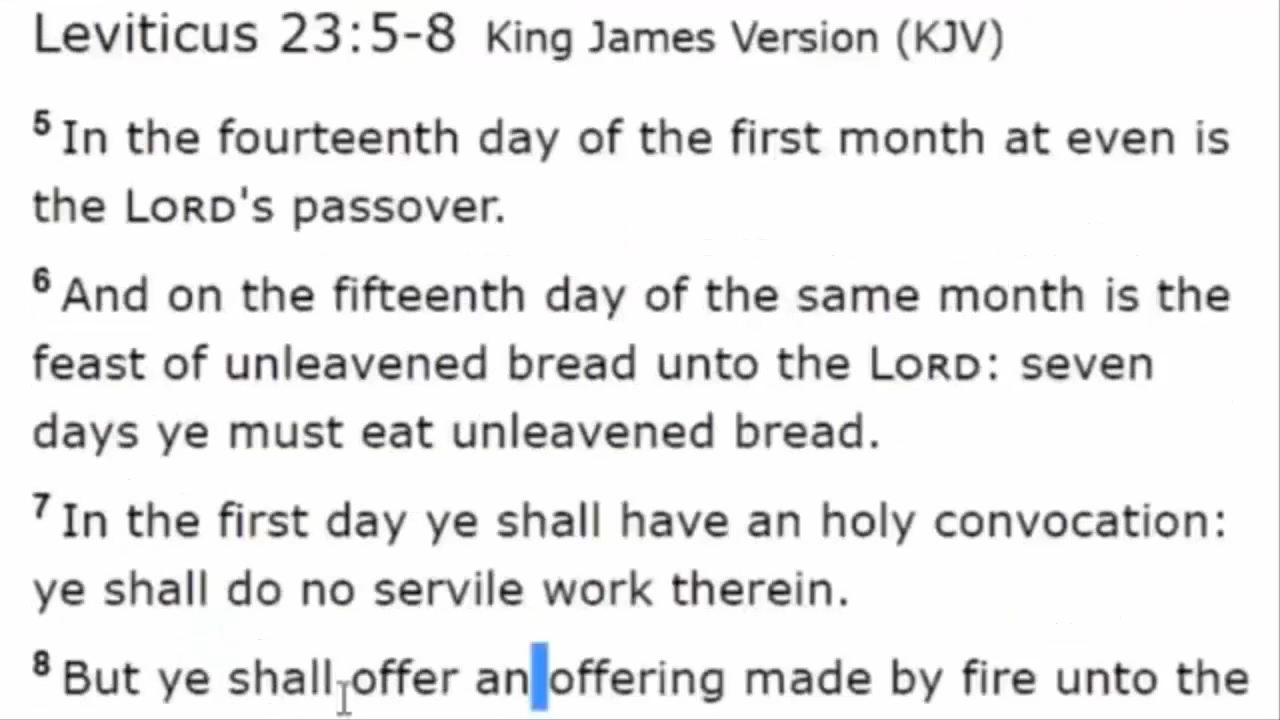 Leviticus 23:5-8 King James Version (KJV)
5 In the fourteenth day of the first month at even is
the LORD's passover.
6 And on the fifteenth day of the same month is the
feast of unleavened bread unto the LORD: seven
days ye must eat unleavened bread.
7 In the first day ye shall have an holy convocation:
ye shall do no servile work therein.
8 But ye shall offer an offering made by fire unto the